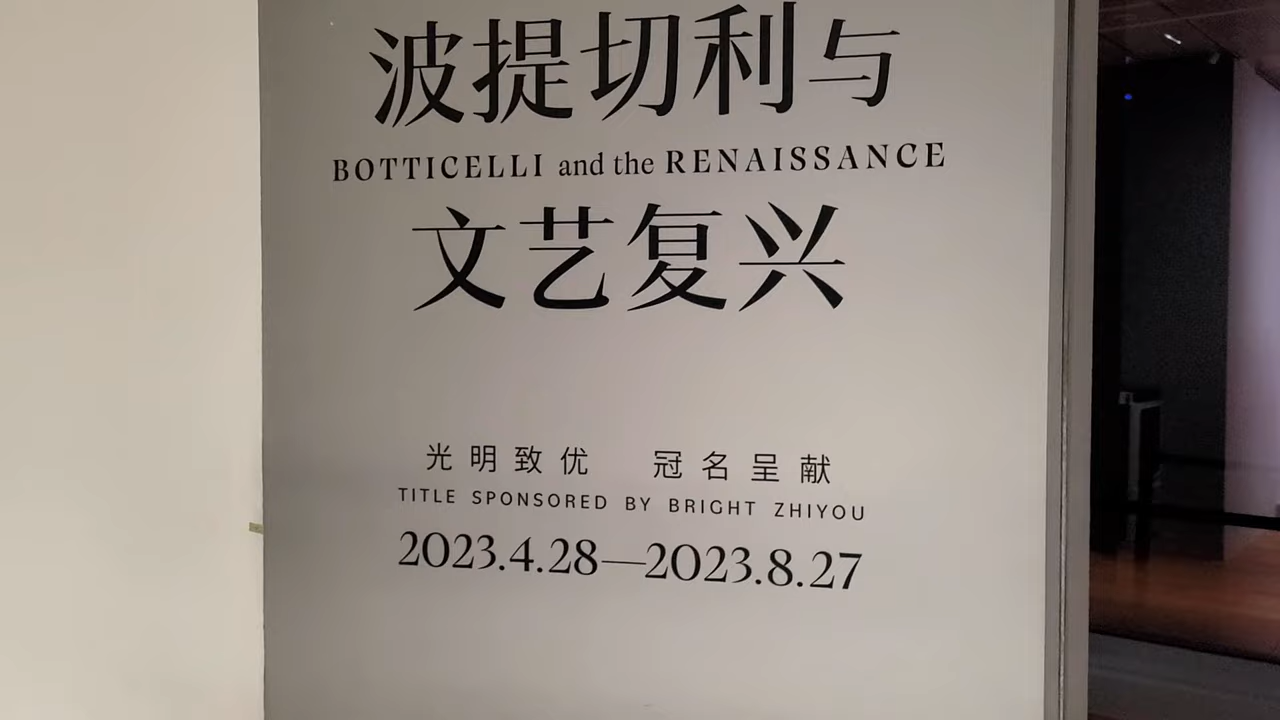 波提切利与
BOTTICELLI and the RENAISSANCE
文艺复兴
光明致优 冠名呈献
TITLE SPONSORED BY BRIGHT ZHIYOU
2023.4.28—2023.8.27